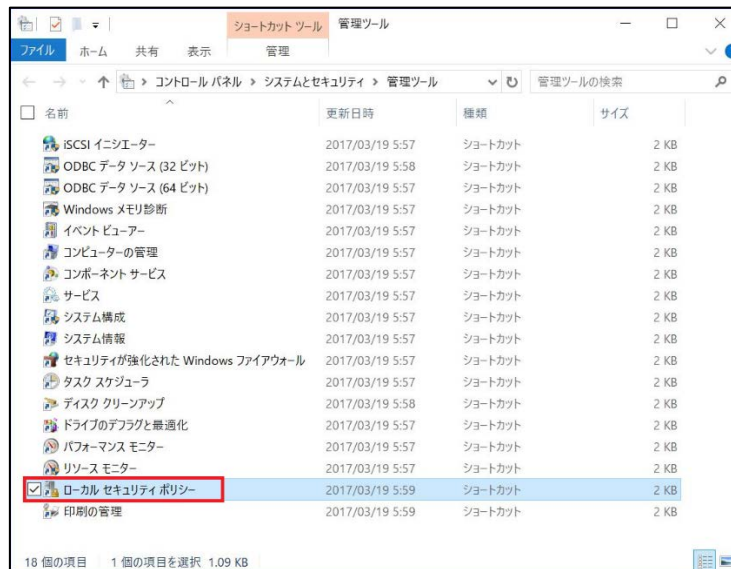 ショートカット ツール 管理ツール
ファイル ホーム 共有 表示 管理
コントロール パネル > システムとセキュリティ > 管理ツール 管理ツールの検索
名前 更新日時 種類 サイズ
iSCSI イニシエーター 2017/03/19 5:57 ショートカット 2 KB
ODBC データ ソース (32 ビット) 2017/03/19 5:58 ショートカット 2 KB
ODBC データ ソース (64 ビット) 2017/03/19 5:57 ショートカット 2 KB
Windows メモリ診断 2017/03/19 5:57 ショートカット 2 KB
イベント ビューアー 2017/03/19 5:57 ショートカット 2 KB
コンピューターの管理 2017/03/19 5:57 ショートカット 2 KB
コンポーネント サービス 2017/03/19 5:57 ショートカット 2 KB
サービス 2017/03/19 5:57 ショートカット 2 KB
システム構成 2017/03/19 5:57 ショートカット 2 KB
システム情報 2017/03/19 5:57 ショートカット 2 KB
セキュリティが強化された Windows ファイアウォール 2017/03/19 5:57 ショートカット 2 KB
タスク スケジューラ 2017/03/19 5:57 ショートカット 2 KB
ディスク クリーンアップ 2017/03/19 5:58 ショートカット 2 KB
ドライブのデフラグと最適化 2017/03/19 5:57 ショートカット 2 KB
パフォーマンス モニター 2017/03/19 5:57 ショートカット 2 KB
リソース モニター 2017/03/19 5:57 ショートカット 2 KB
ローカル セキュリティ ポリシー 2017/03/19 5:59 ショートカット 2 KB
印刷の管理 2017/03/19 5:59 ショートカット 2 KB
18 個の項目 1 個の項目を選択 1.09 KB